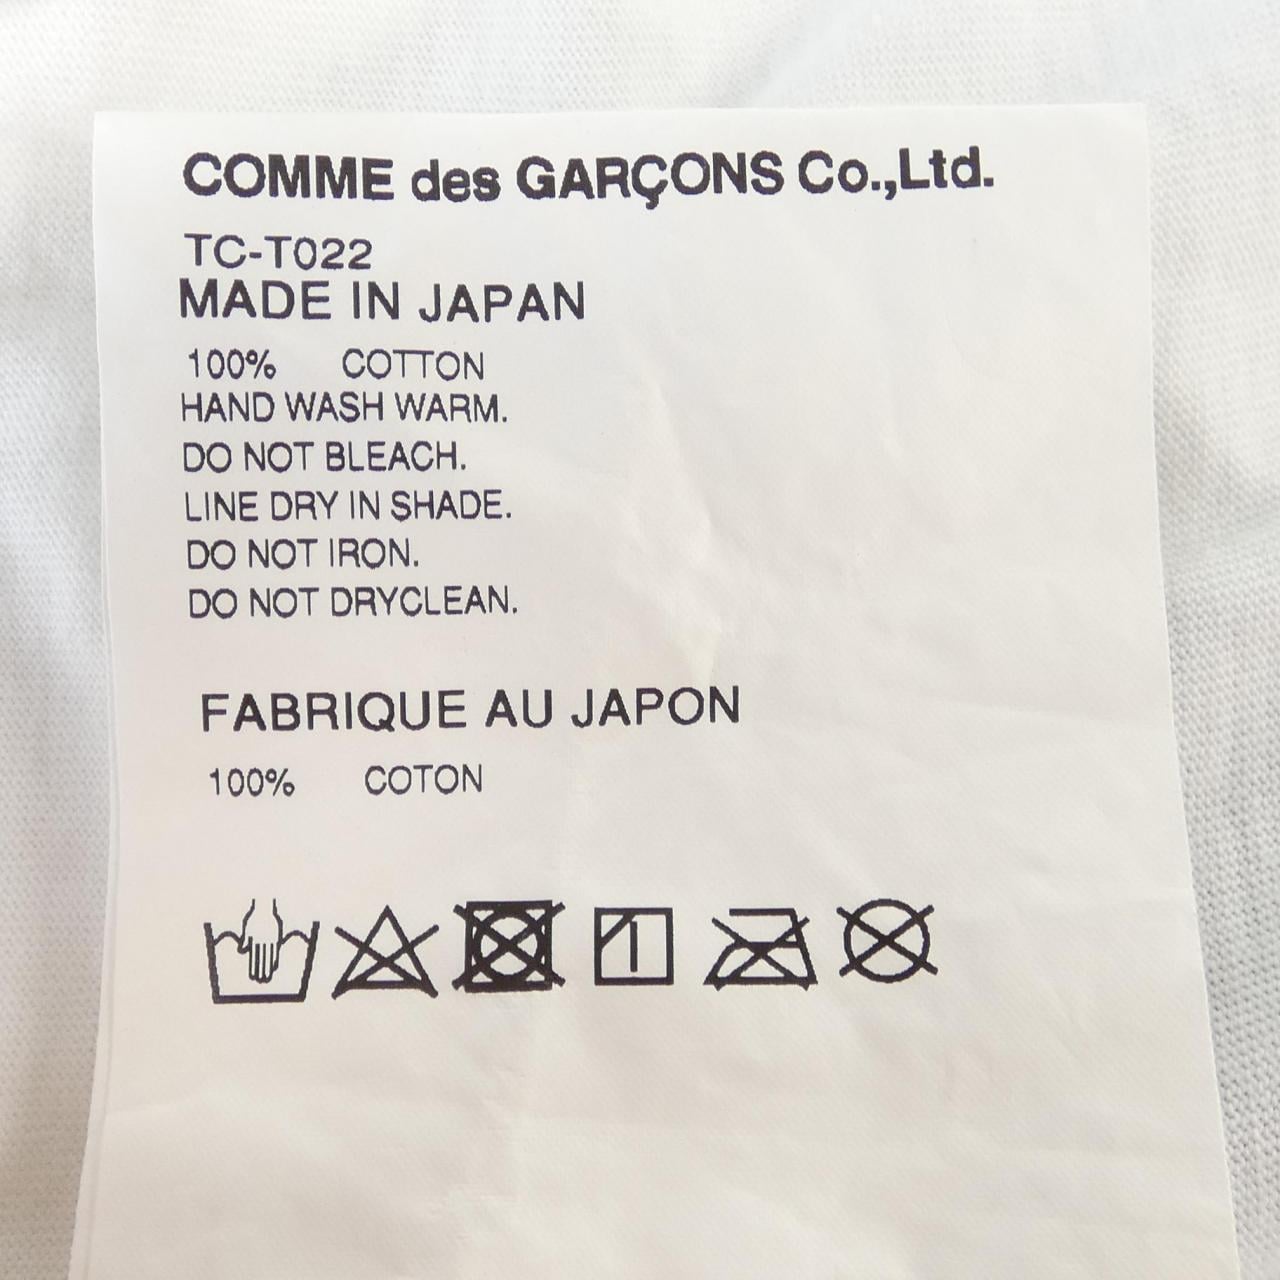 COMME des GARÇONS Co.,Ltd.
TC-T022
MADE IN JAPAN
100% COTTON
HAND WASH WARM.
DO NOT BLEACH.
LINE DRY IN SHADE.
DO NOT IRON.
DO NOT DRYCLEAN.
FABRIQUE AU JAPON
100% COTON